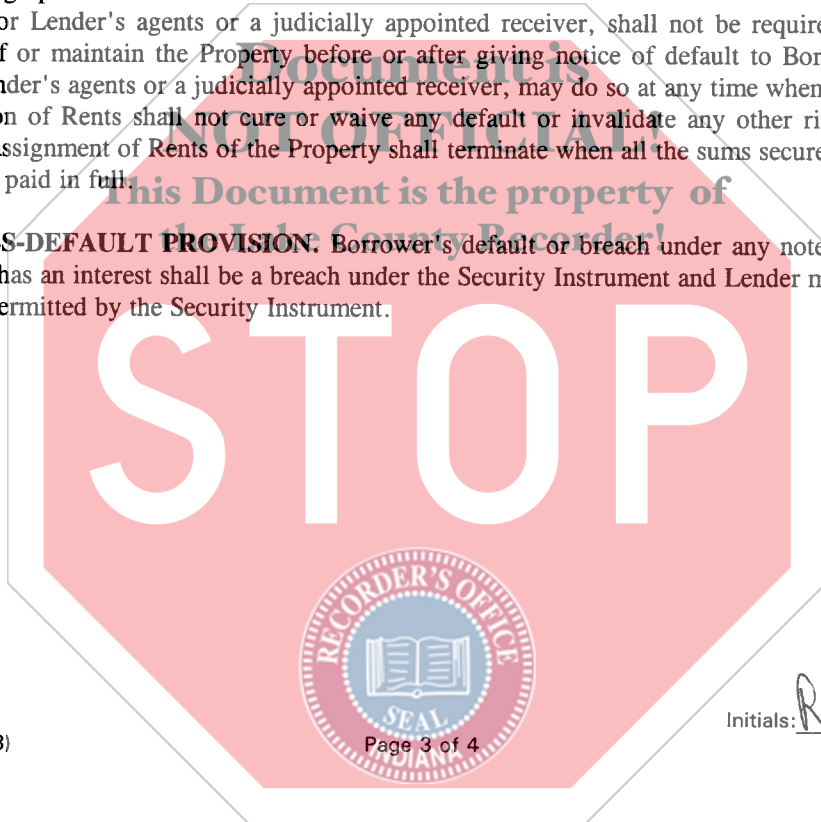 or Lender's agents or a judicially appointed receiver, shall not be require
f or maintain the Property before or after giving notice of default to Bor
nder's agents or a judicially appointed receiver, may do so at any time when
on of Rents shall not cure or waive any default or invalidate any other ri
ssignment of Rents of the Property shall terminate when all the sums secure
paid in full.
S-DEFAULT PROVISION. Borrower's default or breach under any note
has an interest shall be a breach under the Security Instrument and Lender m
ermitted by the Security Instrument.
Document is
NOT OFFICIAL!
This Document is the property of
the Lake County Recorder!
STOP
RECORDER'S OFFICE
SEAL
INDIANA
Initials: R
3)
Page 3 of 4